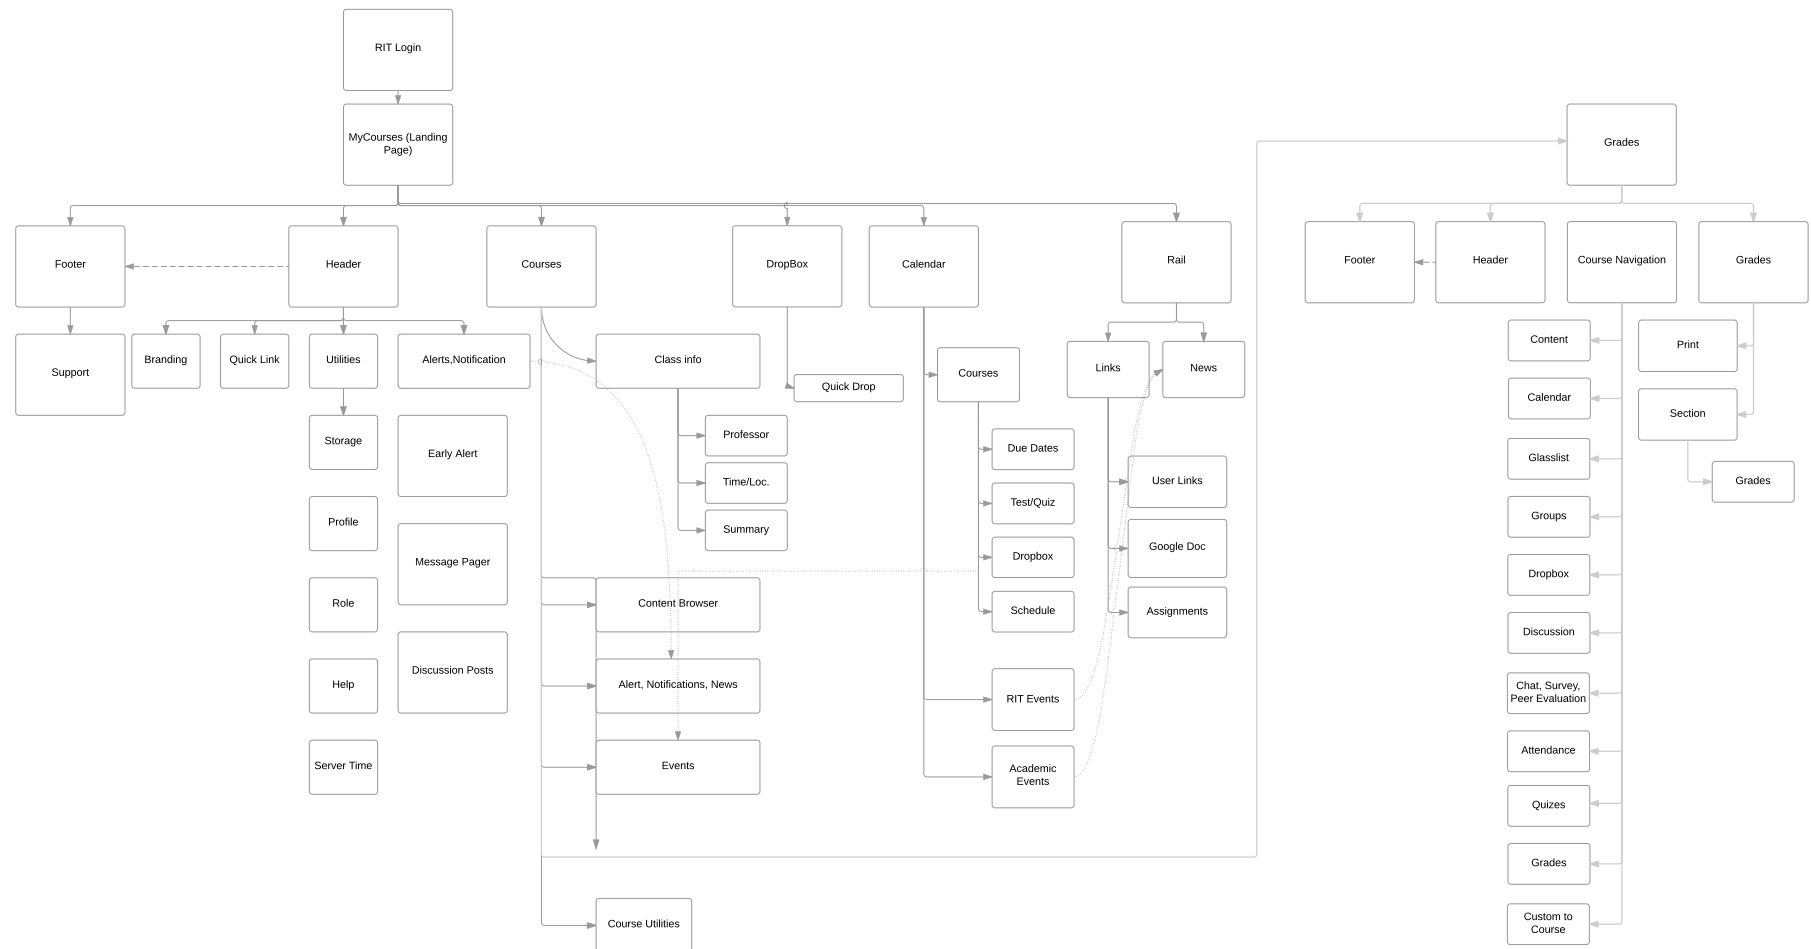 RIT Login
MyCourses (Landing
Page)
Grades
Footer
Header
Courses
DropBox
Calendar
Rail
Footer
Header
Course Navigation
Grades
Support
Branding
Quick Link
Utilities
Alerts,Notification
Class info
Quick Drop
Courses
Links
News
Content
Print
Calendar
Section
Storage
Early Alert
Professor
Due Dates
Glasslist
Time/Loc.
User Links
Grades
Profile
Summary
Test/Quiz
Groups
Message Pager
Dropbox
Google Doc
Dropbox
Role
Content Browser
Schedule
Assignments
Discussion
Help
Discussion Posts
Alert, Notifications, News
RIT Events
Chat, Survey,
Peer Evaluation
Server Time
Events
Academic
Events
Attendance
Quizes
Grades
Course Utilities
Custom to
Course